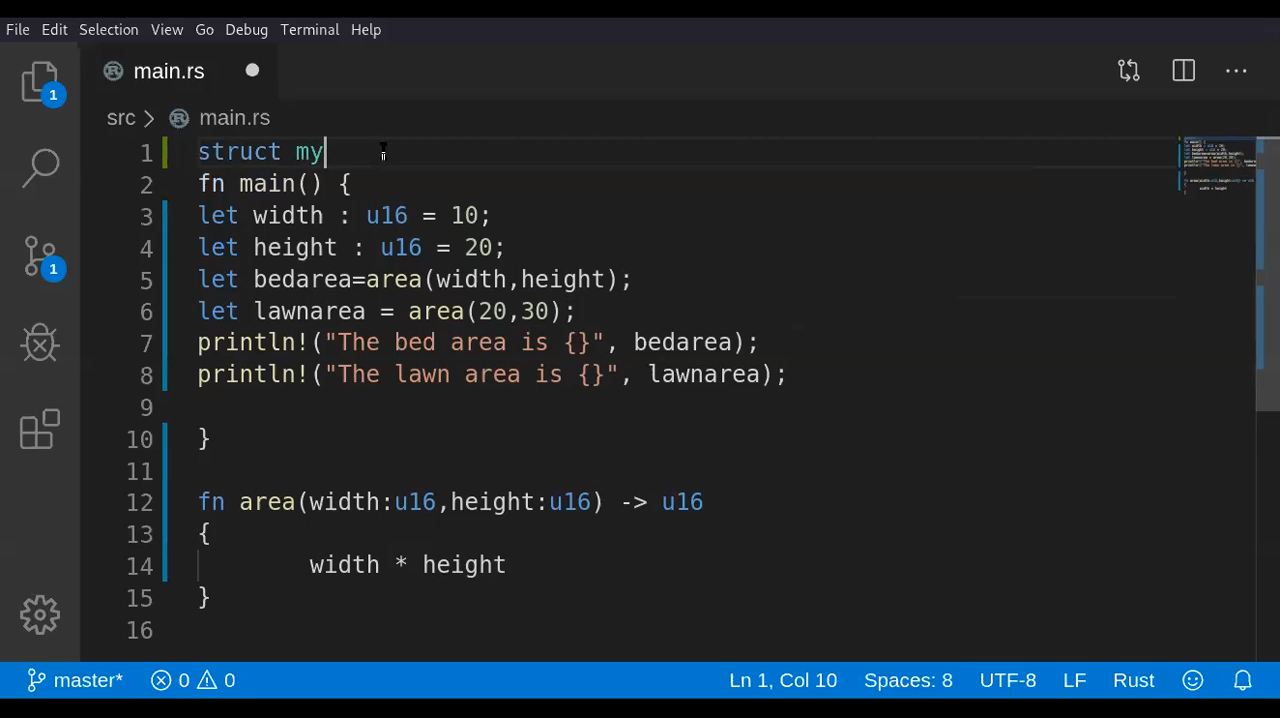 File Edit Selection View Go Debug Terminal Help
main.rs
1
src > main.rs
1 struct my
2 fn main() {
3 let width : u16 = 10;
4 let height : u16 = 20;
5 let bedarea=area(width,height);
6 let lawnarea = area(20,30);
7 println!("The bed area is {}", bedarea);
8 println!("The lawn area is {}", lawnarea);
9
10 }
11
12 fn area(width:u16,height:u16) -> u16
13 {
14 width * height
15 }
16
1
master* 0 0 Ln 1, Col 10 Spaces: 8 UTF-8 LF Rust